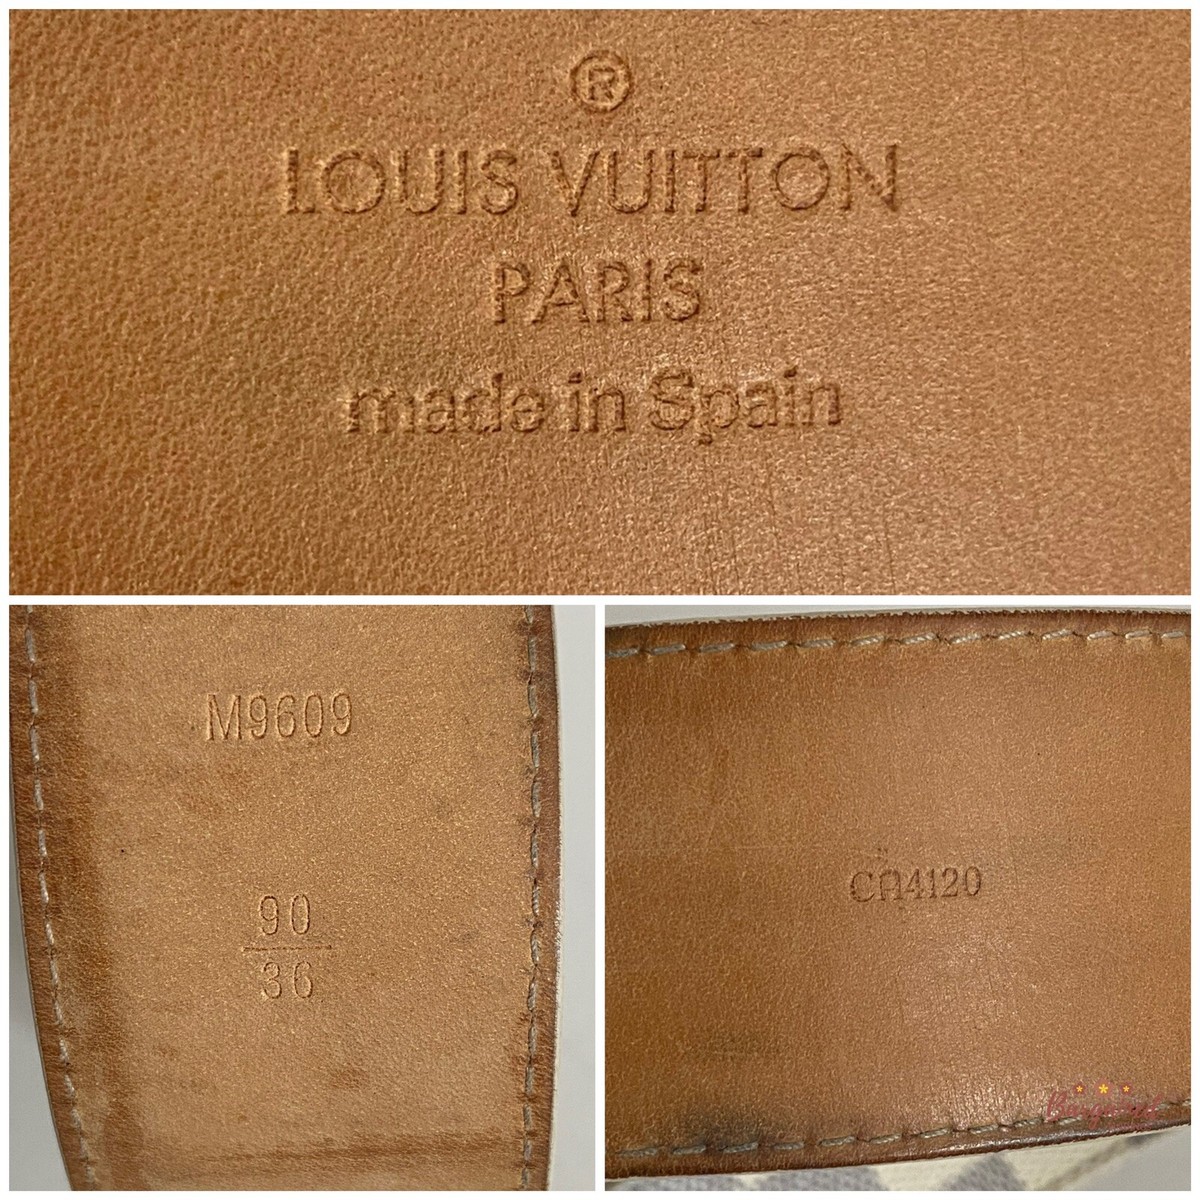 ®
LOUIS VUITTON
PARIS
made in Spain
M9609
90
36
CA4120